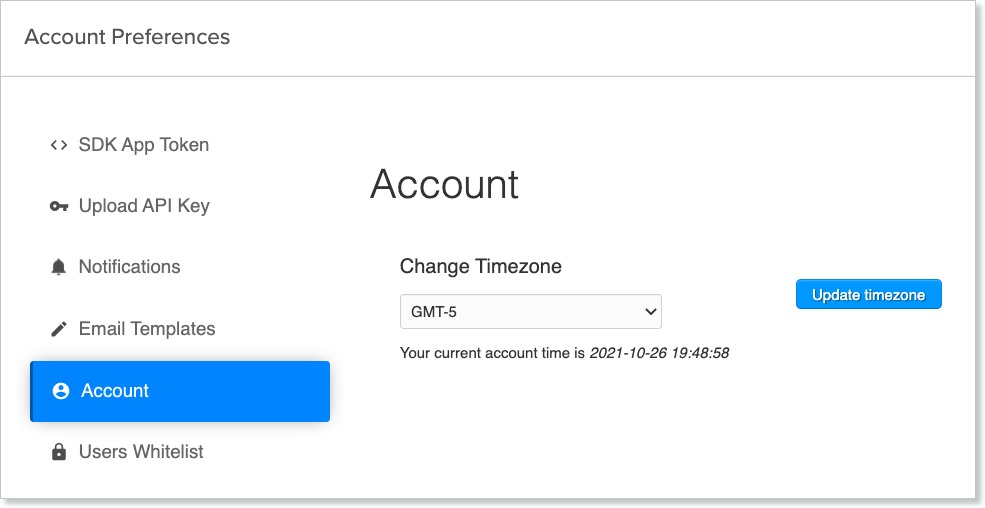 Account Preferences
SDK App Token
Upload API Key
Notifications
Email Templates
Account
Users Whitelist
Account
Change Timezone
GMT-5
Update timezone
Your current account time is 2021-10-26 19:48:58